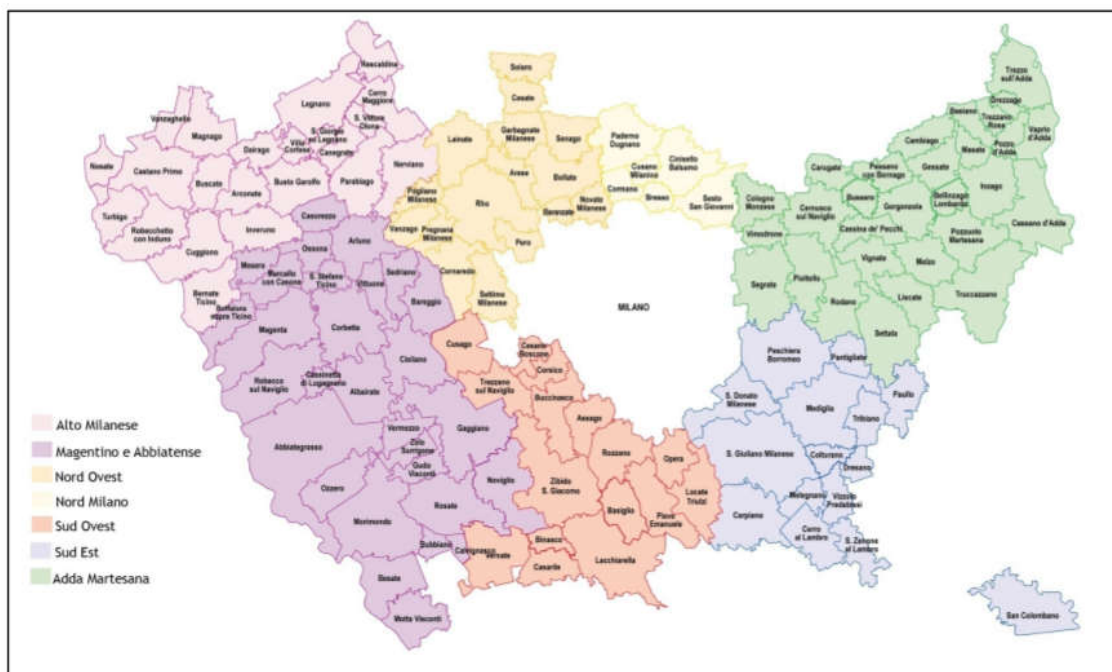 Rescaldina
Solaro
Trezzo
sull'Adda
Legnano
Cerro
Maggiore
Cesate
Vanzaghello
Magnago
S. Vittore
Olona
S. Giorgio
su Legnano
Villa
Cortese
Canegrate
Dairago
Lainate
Garbagnate
Milanese
Senago
Paderno
Dugnano
Basiano
Grezzago
Trezzano
Rosa
Vaprio
d'Adda
Cambiago
Masate
Pozzo
d'Adda
Nosate
Castano Primo
Buscate
Arconate
Busto Garolfo
Parabiago
Nerviano
Arese
Bollate
Cusano
Milanino
Cinisello
Balsamo
Cormano
Bresso
Sesto
San Giovanni
Carugate
Pessano
con Bornago
Gessate
Inzago
Bussero
Gorgonzola
Bellinzago
Lombardo
Cologno
Monzese
Cernusco
sul Naviglio
Pogliano
Milanese
Rho
Baranzate
Novate
Milanese
Turbigo
Robecchetto
con Induno
Cuggiono
Inveruno
Casorezzo
Vanzago
Pregnana
Milanese
Pero
Vimodrone
Cassina de' Pecchi
Pozzuolo
Martesana
Cassano d'Adda
Ossona
Arluno
Mesero
Marcallo
con Casone
S. Stefano
Ticino
Vittuone
Sedriano
Bareggio
Cornaredo
Settimo
Milanese
Vignate
Melzo
Segrate
Pioltello
Rodano
Liscate
Truccazzano
Settala
Bernate
Ticino
Boffalora
sopra Ticino
Magenta
Corbetta
MILANO
Cusago
Cesano
Boscone
Corsico
Cisliano
Peschiera
Borromeo
Pantigliate
Robecco
sul Naviglio
Cassinetta
di Lugagnano
Albairate
Trezzano
sul Naviglio
Buccinasco
Assago
S. Donato
Milanese
Mediglia
Paullo
Tribiano
Abbiategrasso
Vermezzo
Zelo
Surrigone
Gudo
Visconti
Gaggiano
Rozzano
Opera
S. Giuliano Milanese
Colturano
Dresano
Ozzero
Noviglio
Zibido
S. Giacomo
Basiglio
Locate
Triulzi
Pieve
Emanuele
Morimondo
Rosate
Melegnano
Vizzolo
Predabissi
Carpiano
Cerro
al Lambro
S. Zenone
al Lambro
Bubbiano
Calvignasco
Vernate
Binasco
Casarile
Lacchiarella
Besate
Motta Visconti
San Colombano
Alto Milanese
Magentino e Abbiatense
Nord Ovest
Nord Milano
Sud Ovest
Sud Est
Adda Martesana